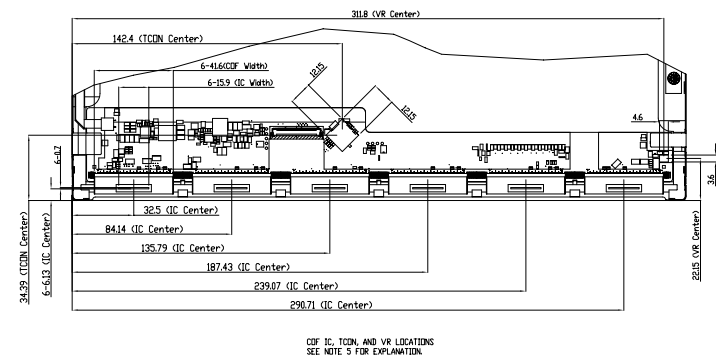 311.8 (VR Center)
142.4 (TCON Center)
6-41.6(COF Width)
6-15.9 (IC Width)
12.15
12.15
4.6
6-0.7
3.6
32.5 (IC Center)
84.14 (IC Center)
135.79 (IC Center)
187.43 (IC Center)
239.07 (IC Center)
290.71 (IC Center)
34.39 (TCON Center)
6-6.13 (IC Center)
22.15 (VR Center)
COF IC, TCON, AND VR LOCATIONS
SEE NOTE 5 FOR EXPLANATION.